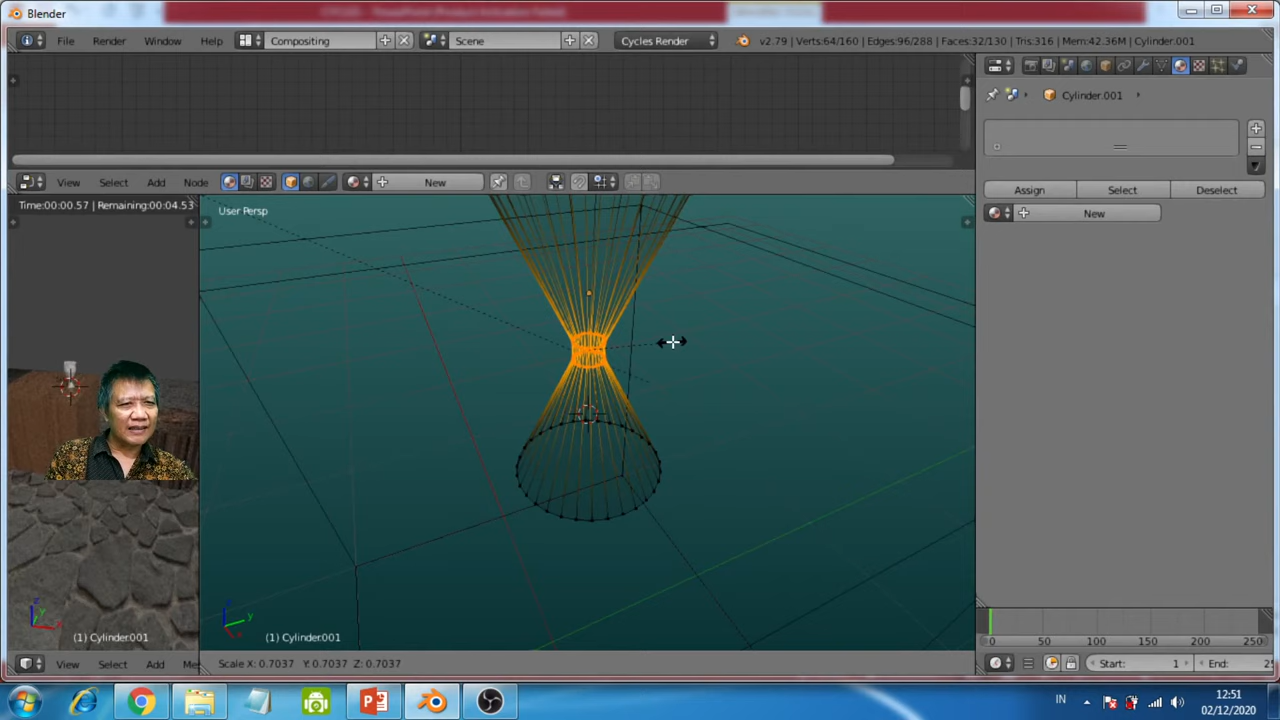 Blender
File Render Window Help Compositing Scene Cycles Render v2.79 | Verts:64/160 | Edges:96/288 | Faces:32/130 | Tris:316 | Mem:42.36M | Cylinder.001
Cylinder.001
View Select Add Node New
Assign Select Deselect
Time:00:00.57 | Remaining:00:04.53
User Persp
New
(1) Cylinder.001
(1) Cylinder.001
0 50 100 150 200 250
View Select Add Me
Scale X: 0.7037 Y: 0.7037 Z: 0.7037
Start: 1 End: 25
IN
12:51
02/12/2020